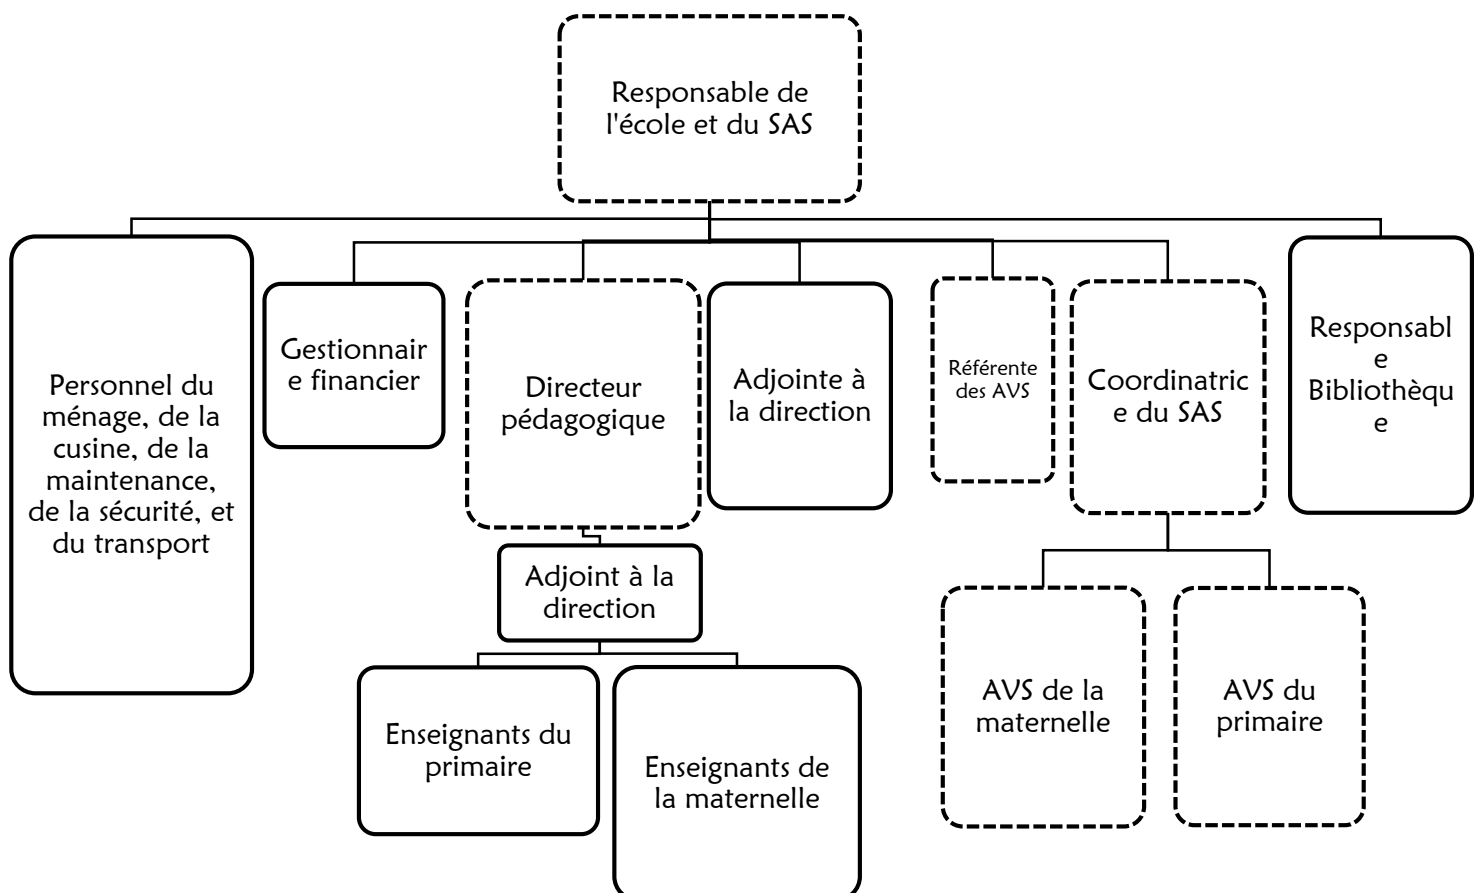 Responsable de
l'école et du SAS
Personnel du
ménage, de la
cusine, de la
maintenance,
de la sécurité, et
du transport
Gestionnair
e financier
Directeur
pédagogique
Adjointe à
la direction
Référente
des AVS
Coordinatric
e du SAS
Responsabl
e
Bibliothèqu
e
Adjoint à la
direction
Enseignants du
primaire
Enseignants de
la maternelle
AVS de la
maternelle
AVS du
primaire